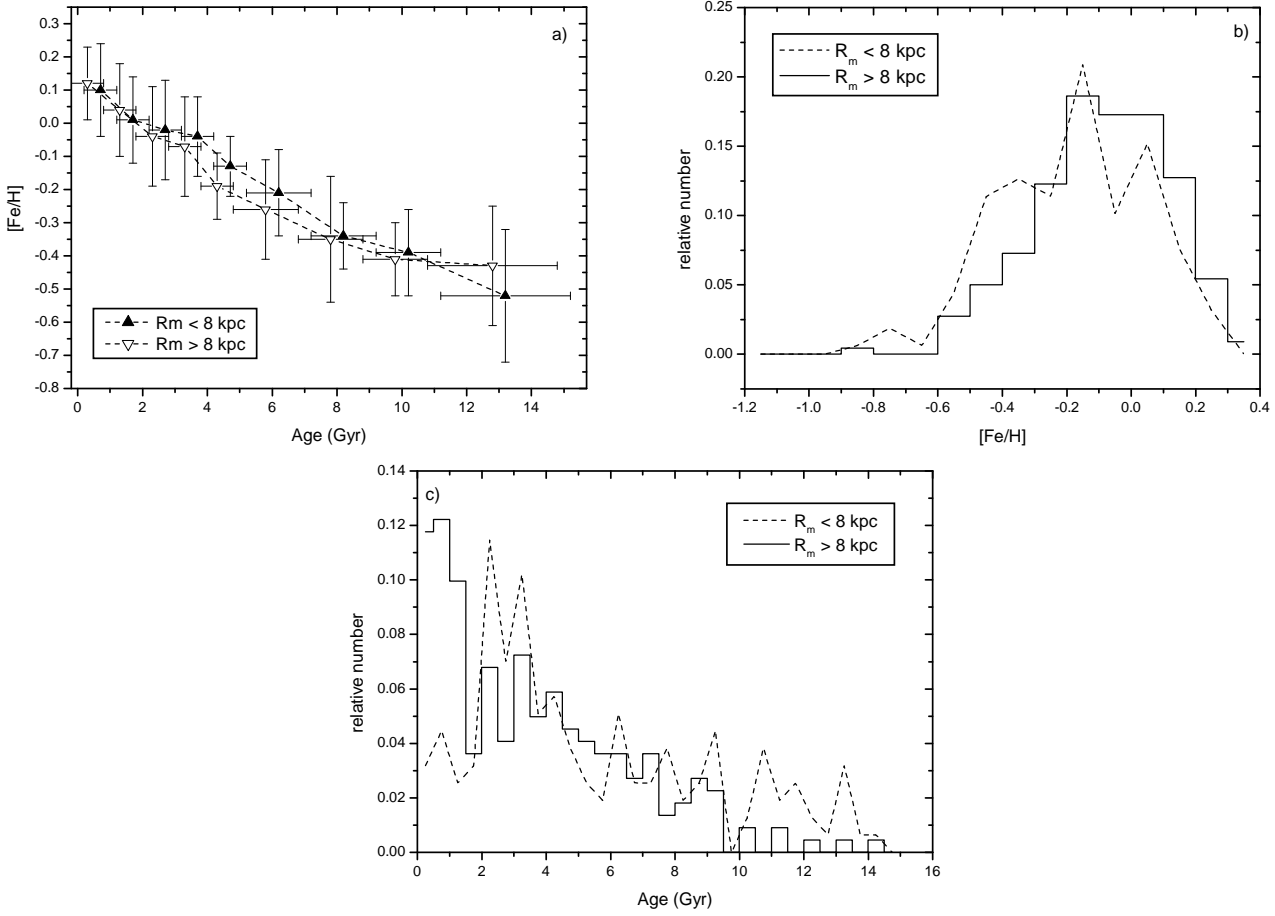 a)
0.3
0.2
0.1
0.0
-0.1
-0.2
-0.3
-0.4
-0.5
-0.6
-0.7
-0.8
[Fe/H]
Rm < 8 kpc
Rm > 8 kpc
0 2 4 6 8 10 12 14
Age (Gyr)
b)
0.25
0.20
0.15
0.10
0.05
0.00
relative number
R_m < 8 kpc
R_m > 8 kpc
-1.2 -1.0 -0.8 -0.6 -0.4 -0.2 0.0 0.2 0.4
[Fe/H]
c)
0.14
0.12
0.10
0.08
0.06
0.04
0.02
0.00
relative number
R_m < 8 kpc
R_m > 8 kpc
0 2 4 6 8 10 12 14 16
Age (Gyr)